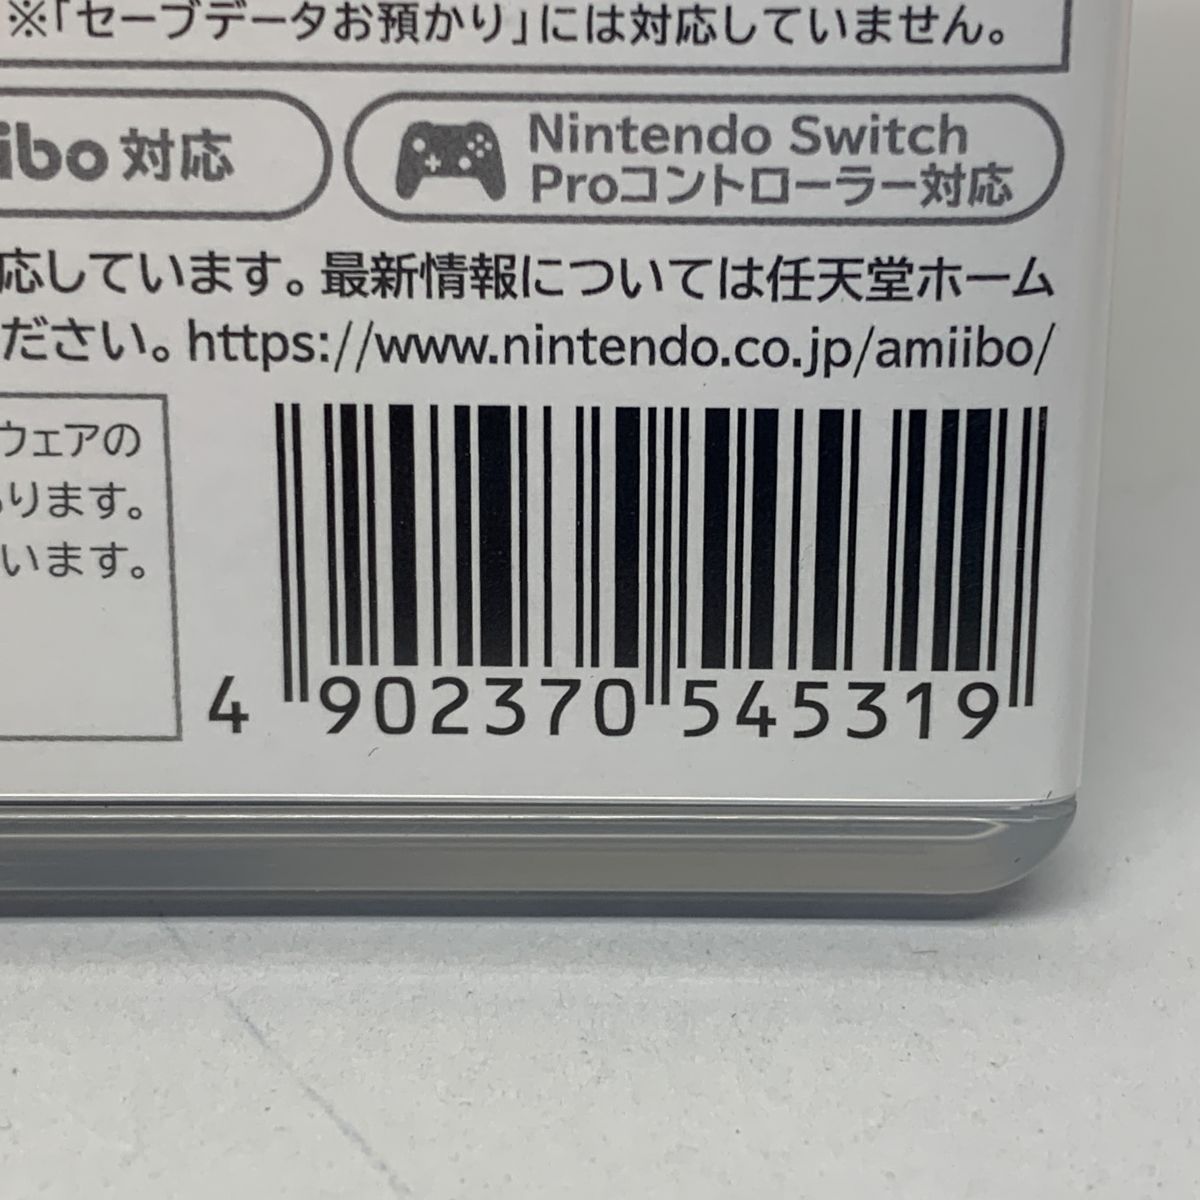 ※「セーブデータお預かり」には対応していません。
iibo 対応
Nintendo Switch
Proコントローラー対応
応しています。最新情報については任天堂ホーム
ださい。https://www.nintendo.co.jp/amiibo/
ウェアの
ります。
います。
4 902370 545319